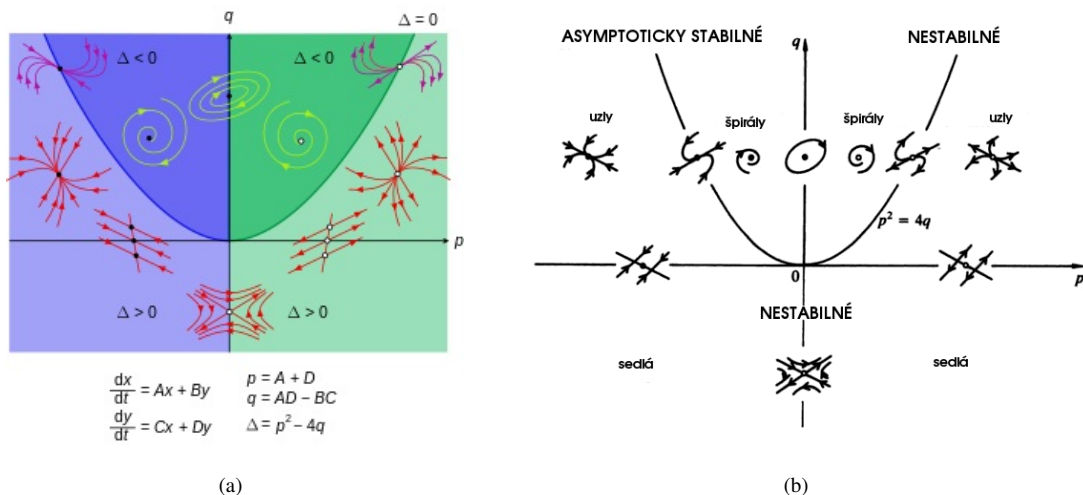 q
Δ = 0
Δ < 0
Δ < 0
p
Δ > 0
Δ > 0
dx/dt = Ax + By
dy/dt = Cx + Dy
p = A + D
q = AD – BC
Δ = p² – 4q
(a)
ASYMPTOTICKY STABILNÉ
q
NESTABILNÉ
uzly
špirály
špirály
uzly
p² = 4q
0
p
NESTABILNÉ
sedlá
sedlá
(b)